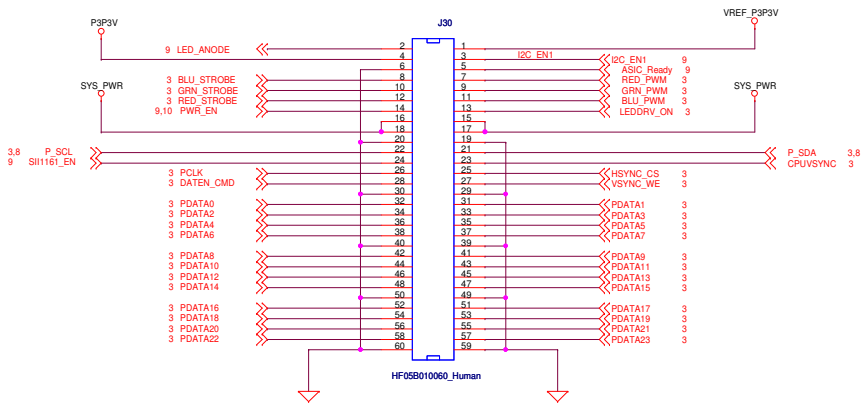 P3P3V J30 VREF_P3P3V
9 LED_ANODE 2 1
4 3 I2C_EN1 I2C_EN1 9
6 5 ASIC_Ready 9
3 BLU_STROBE 8 7 RED_PWM 3
SYS_PWR 3 GRN_STROBE 10 9 GRN_PWM 3 SYS_PWR
3 RED_STROBE 12 11 BLU_PWM 3
9,10 PWR_EN 14 13 LEDDRV_ON 3
16 15
18 17
20 19
3,8 P_SCL 22 21 P_SDA 3,8
9 SII1161_EN 24 23 CPUVSYNC 3
3 PCLK 26 25 HSYNC_CS 3
3 DATEN_CMD 28 27 VSYNC_WE 3
30 29
3 PDATA0 32 31 PDATA1 3
3 PDATA2 34 33 PDATA3 3
3 PDATA4 36 35 PDATA5 3
3 PDATA6 38 37 PDATA7 3
40 39
3 PDATA8 42 41 PDATA9 3
3 PDATA10 44 43 PDATA11 3
3 PDATA12 46 45 PDATA13 3
3 PDATA14 48 47 PDATA15 3
50 49
3 PDATA16 52 51 PDATA17 3
3 PDATA18 54 53 PDATA19 3
3 PDATA20 56 55 PDATA21 3
3 PDATA22 58 57 PDATA23 3
60 59
HF05B010060_Human